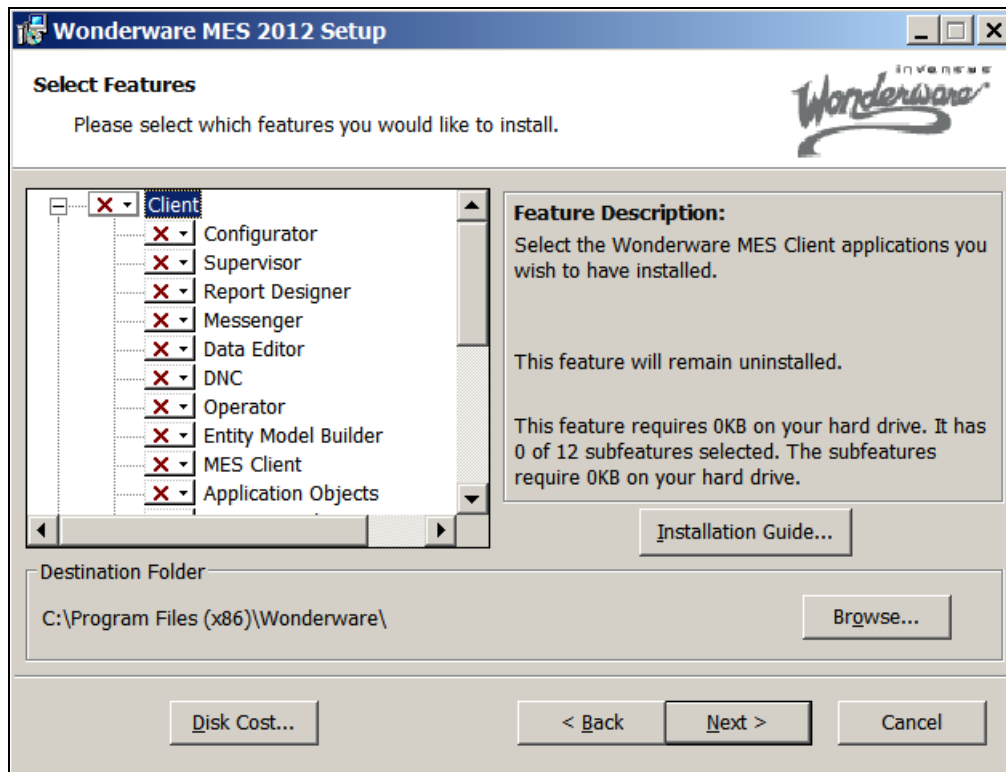 Wonderware MES 2012 Setup
Select Features
Please select which features you would like to install.
invensys
Wonderware
Client
Configurator
Supervisor
Report Designer
Messenger
Data Editor
DNC
Operator
Entity Model Builder
MES Client
Application Objects
Feature Description:
Select the Wonderware MES Client applications you
wish to have installed.
This feature will remain uninstalled.
This feature requires 0KB on your hard drive. It has
0 of 12 subfeatures selected. The subfeatures
require 0KB on your hard drive.
Installation Guide...
Destination Folder
C:\Program Files (x86)\Wonderware\
Browse...
Disk Cost...
< Back
Next >
Cancel